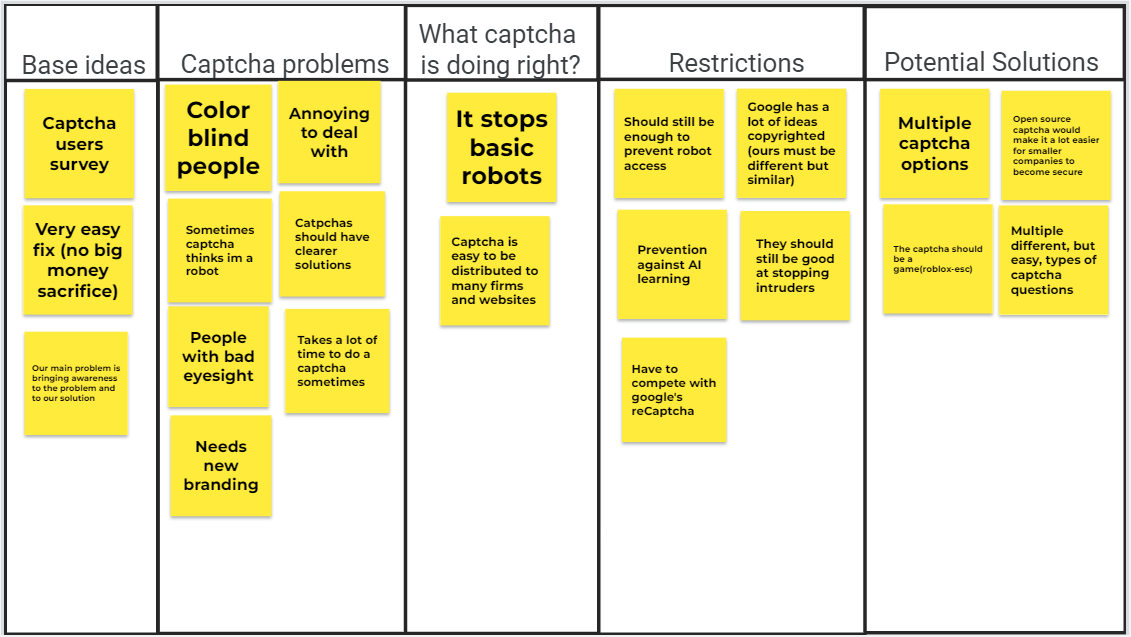 Base ideas
Captcha problems
What captcha
is doing right?
Restrictions
Potential Solutions
Captcha
users
survey
Very easy
fix (no big
money
sacrifice)
Our main problem is
bringing awareness
to the problem and
to our solution
Color
blind
people
Annoying
to deal
with
Sometimes
captcha
thinks im a
robot
Catpchas
should have
clearer
solutions
People
with bad
eyesight
Takes a lot of
time to do a
captcha
sometimes
Needs
new
branding
It stops
basic
robots
Captcha is
easy to be
distributed to
many firms
and websites
Should still be
enough to
prevent robot
access
Google has a
lot of ideas
copyrighted
(ours must be
different but
similar)
Prevention
against AI
learning
They should
still be good
at stopping
intruders
Have to
compete with
google's
reCaptcha
Multiple
captcha
options
Open source
captcha would
make it a lot easier
for smaller
companies to
become secure
The captcha should
be a
game(roblox-esc)
Multiple
different, but
easy, types of
captcha
questions